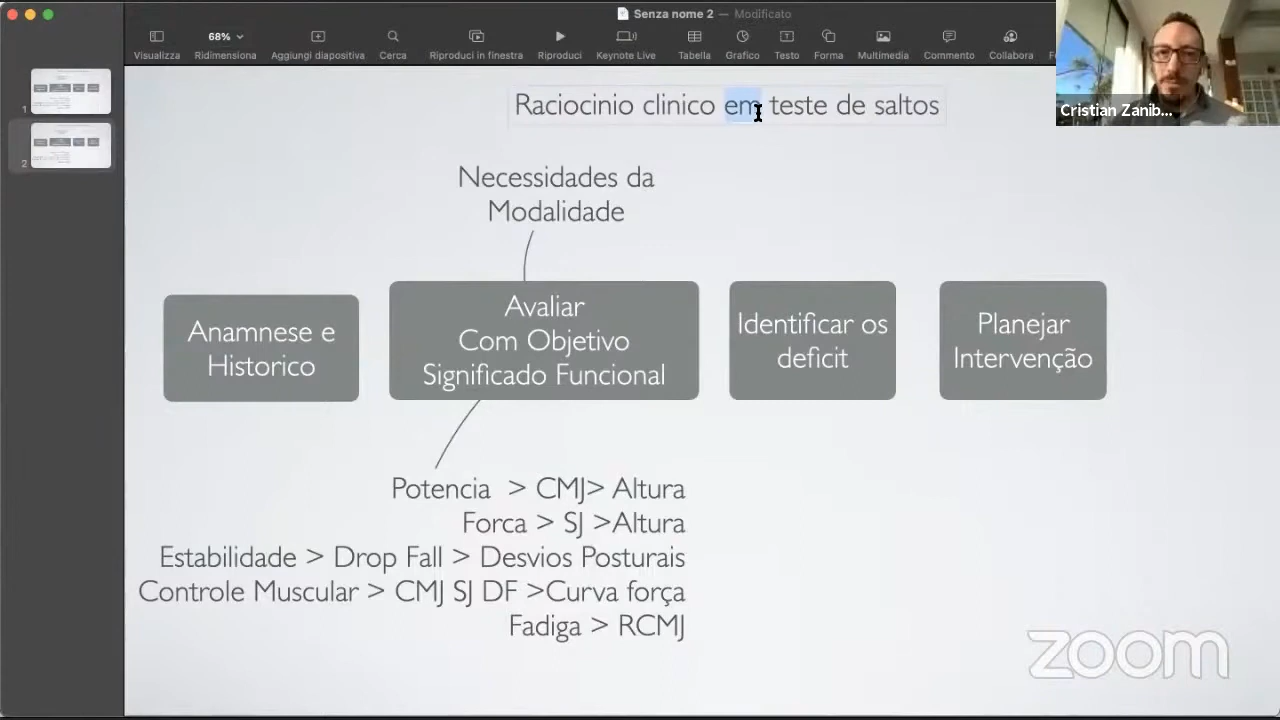 Senza nome 2 — Modificato
68%
Visualizza Ridimensiona Aggiungi diapositiva Cerca Riproduci in finestra Riproduci Keynote Live Tabella Grafico Testo Forma Multimedia Commento Collabora
Cristian Zanib...
1
2
Raciocinio clinico em teste de saltos
Necessidades da
Modalidade
Anamnese e
Historico
Avaliar
Com Objetivo
Significado Funcional
Identificar os
deficit
Planejar
Intervenção
Potencia > CMJ> Altura
Forca > SJ >Altura
Estabilidade > Drop Fall > Desvios Posturais
Controle Muscular > CMJ SJ DF >Curva força
Fadiga > RCMJ
zoom